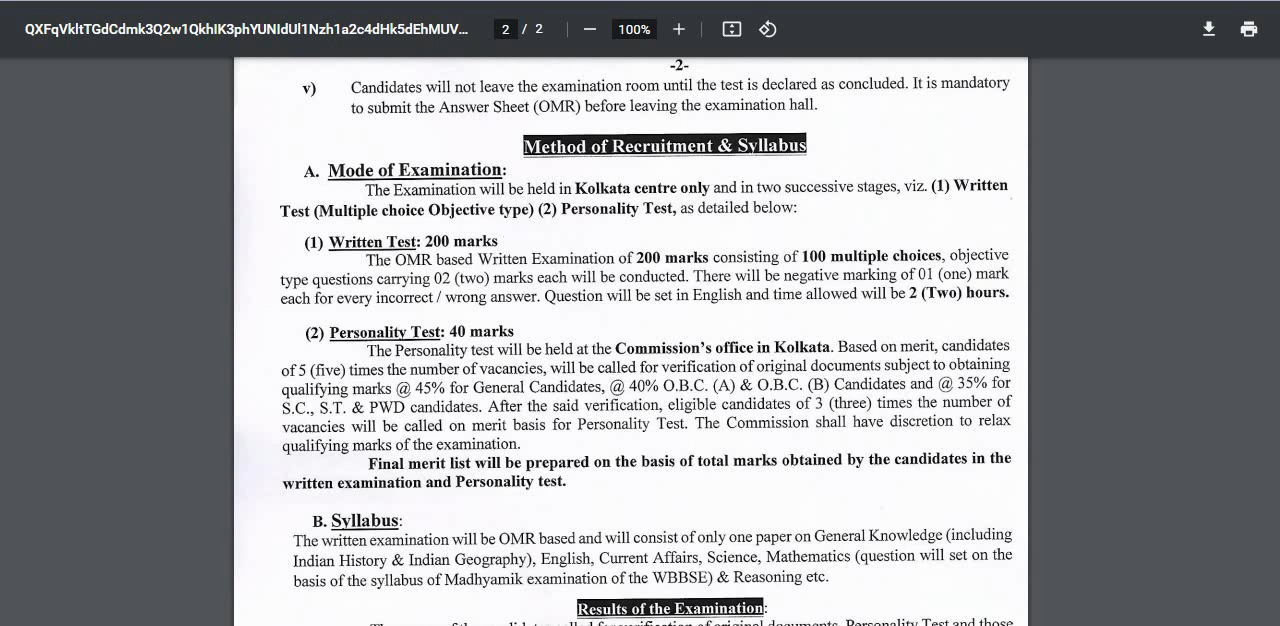 QXFqVkltTGdCdmk3Q2w1QkhlK3phYUNIdUl1Nzh1a2c4dHk5dEhMUV...
2 / 2
100%
-2-
v) Candidates will not leave the examination room until the test is declared as concluded. It is mandatory
to submit the Answer Sheet (OMR) before leaving the examination hall.
Method of Recruitment & Syllabus
A. Mode of Examination:
The Examination will be held in Kolkata centre only and in two successive stages, viz. (1) Written
Test (Multiple choice Objective type) (2) Personality Test, as detailed below:
(1) Written Test: 200 marks
The OMR based Written Examination of 200 marks consisting of 100 multiple choices, objective
type questions carrying 02 (two) marks each will be conducted. There will be negative marking of 01 (one) mark
each for every incorrect / wrong answer. Question will be set in English and time allowed will be 2 (Two) hours.
(2) Personality Test: 40 marks
The Personality test will be held at the Commission's office in Kolkata. Based on merit, candidates
of 5 (five) times the number of vacancies, will be called for verification of original documents subject to obtaining
qualifying marks @ 45% for General Candidates, @ 40% O.B.C. (A) & O.B.C. (B) Candidates and @ 35% for
S.C., S.T. & PWD candidates. After the said verification, eligible candidates of 3 (three) times the number of
vacancies will be called on merit basis for Personality Test. The Commission shall have discretion to relax
qualifying marks of the examination.
Final merit list will be prepared on the basis of total marks obtained by the candidates in the
written examination and Personality test.
B. Syllabus:
The written examination will be OMR based and will consist of only one paper on General Knowledge (including
Indian History & Indian Geography), English, Current Affairs, Science, Mathematics (question will set on the
basis of the syllabus of Madhyamik examination of the WBBSE) & Reasoning etc.
Results of the Examination:
verification of original documents, Personality Test and those